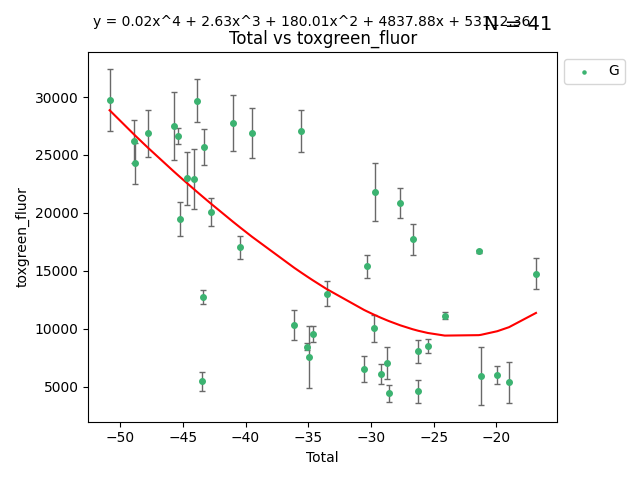 y = 0.02x^4 + 2.63x^3 + 180.01x^2 + 4837.88x +
N = 41
Total vs toxgreen_fluor
G
30000
25000
20000
15000
10000
5000
toxgreen_fluor
−50
−45
−40
−35
−30
−25
−20
Total